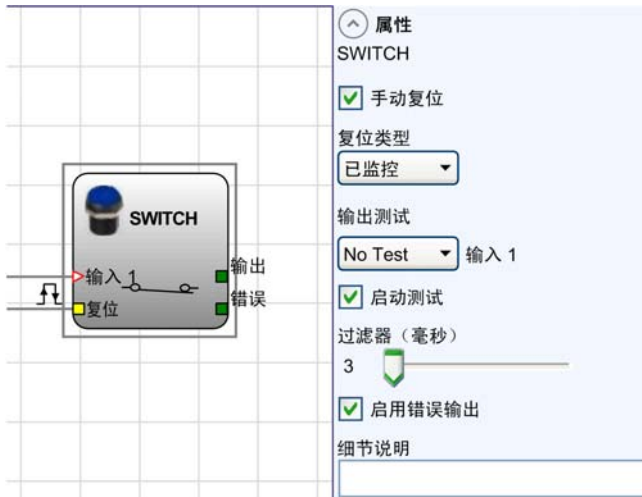 属性
SWITCH
手动复位
复位类型
已监控
输出测试
No Test 输入 1
启动测试
过滤器（毫秒）
3
启用错误输出
细节说明
SWITCH
输入 1 输出
复位 错误